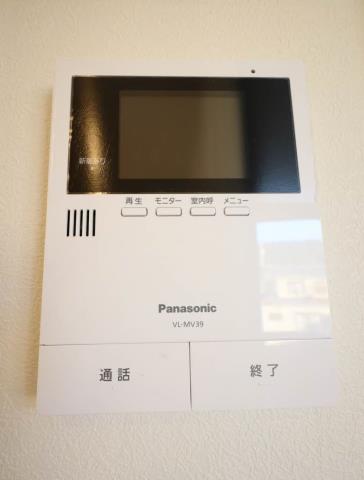 新着あり
再生 モニター 室内呼 メニュー
Panasonic
VL-MV39
通話 終了